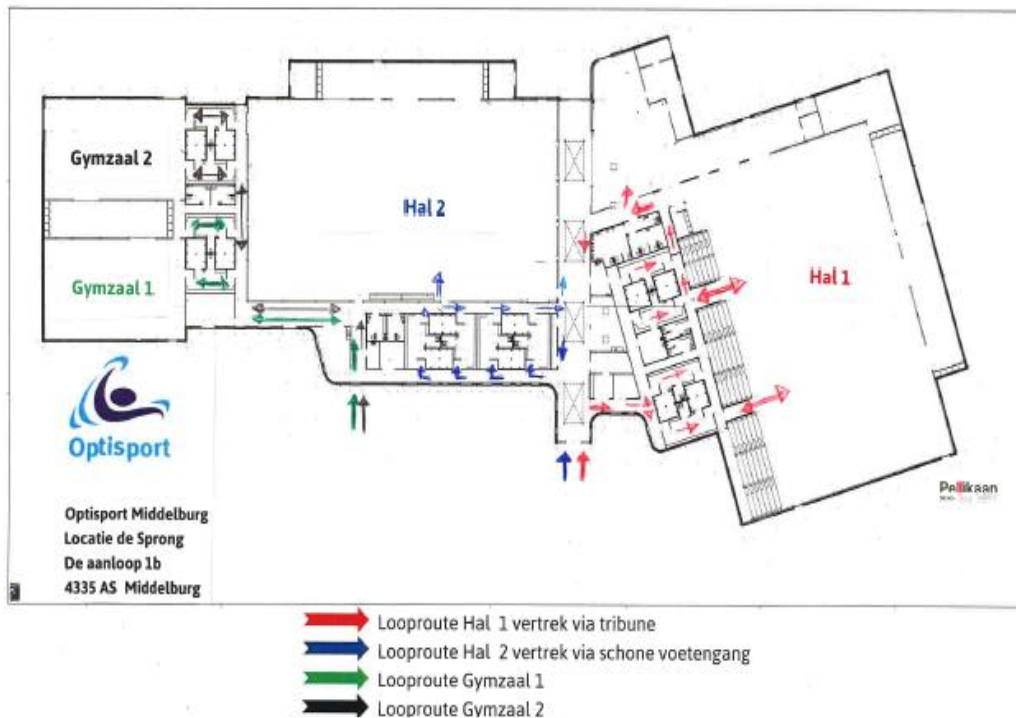 Gymzaal 2
Hal 2
Gymzaal 1
Hal 1
Optisport
Pellikaan
Optisport Middelburg
Locatie de Sprong
De aanloop 1b
4335 AS Middelburg
Looproute Hal 1 vertrek via tribune
Looproute Hal 2 vertrek via schone voetengang
Looproute Gymzaal 1
Looproute Gymzaal 2